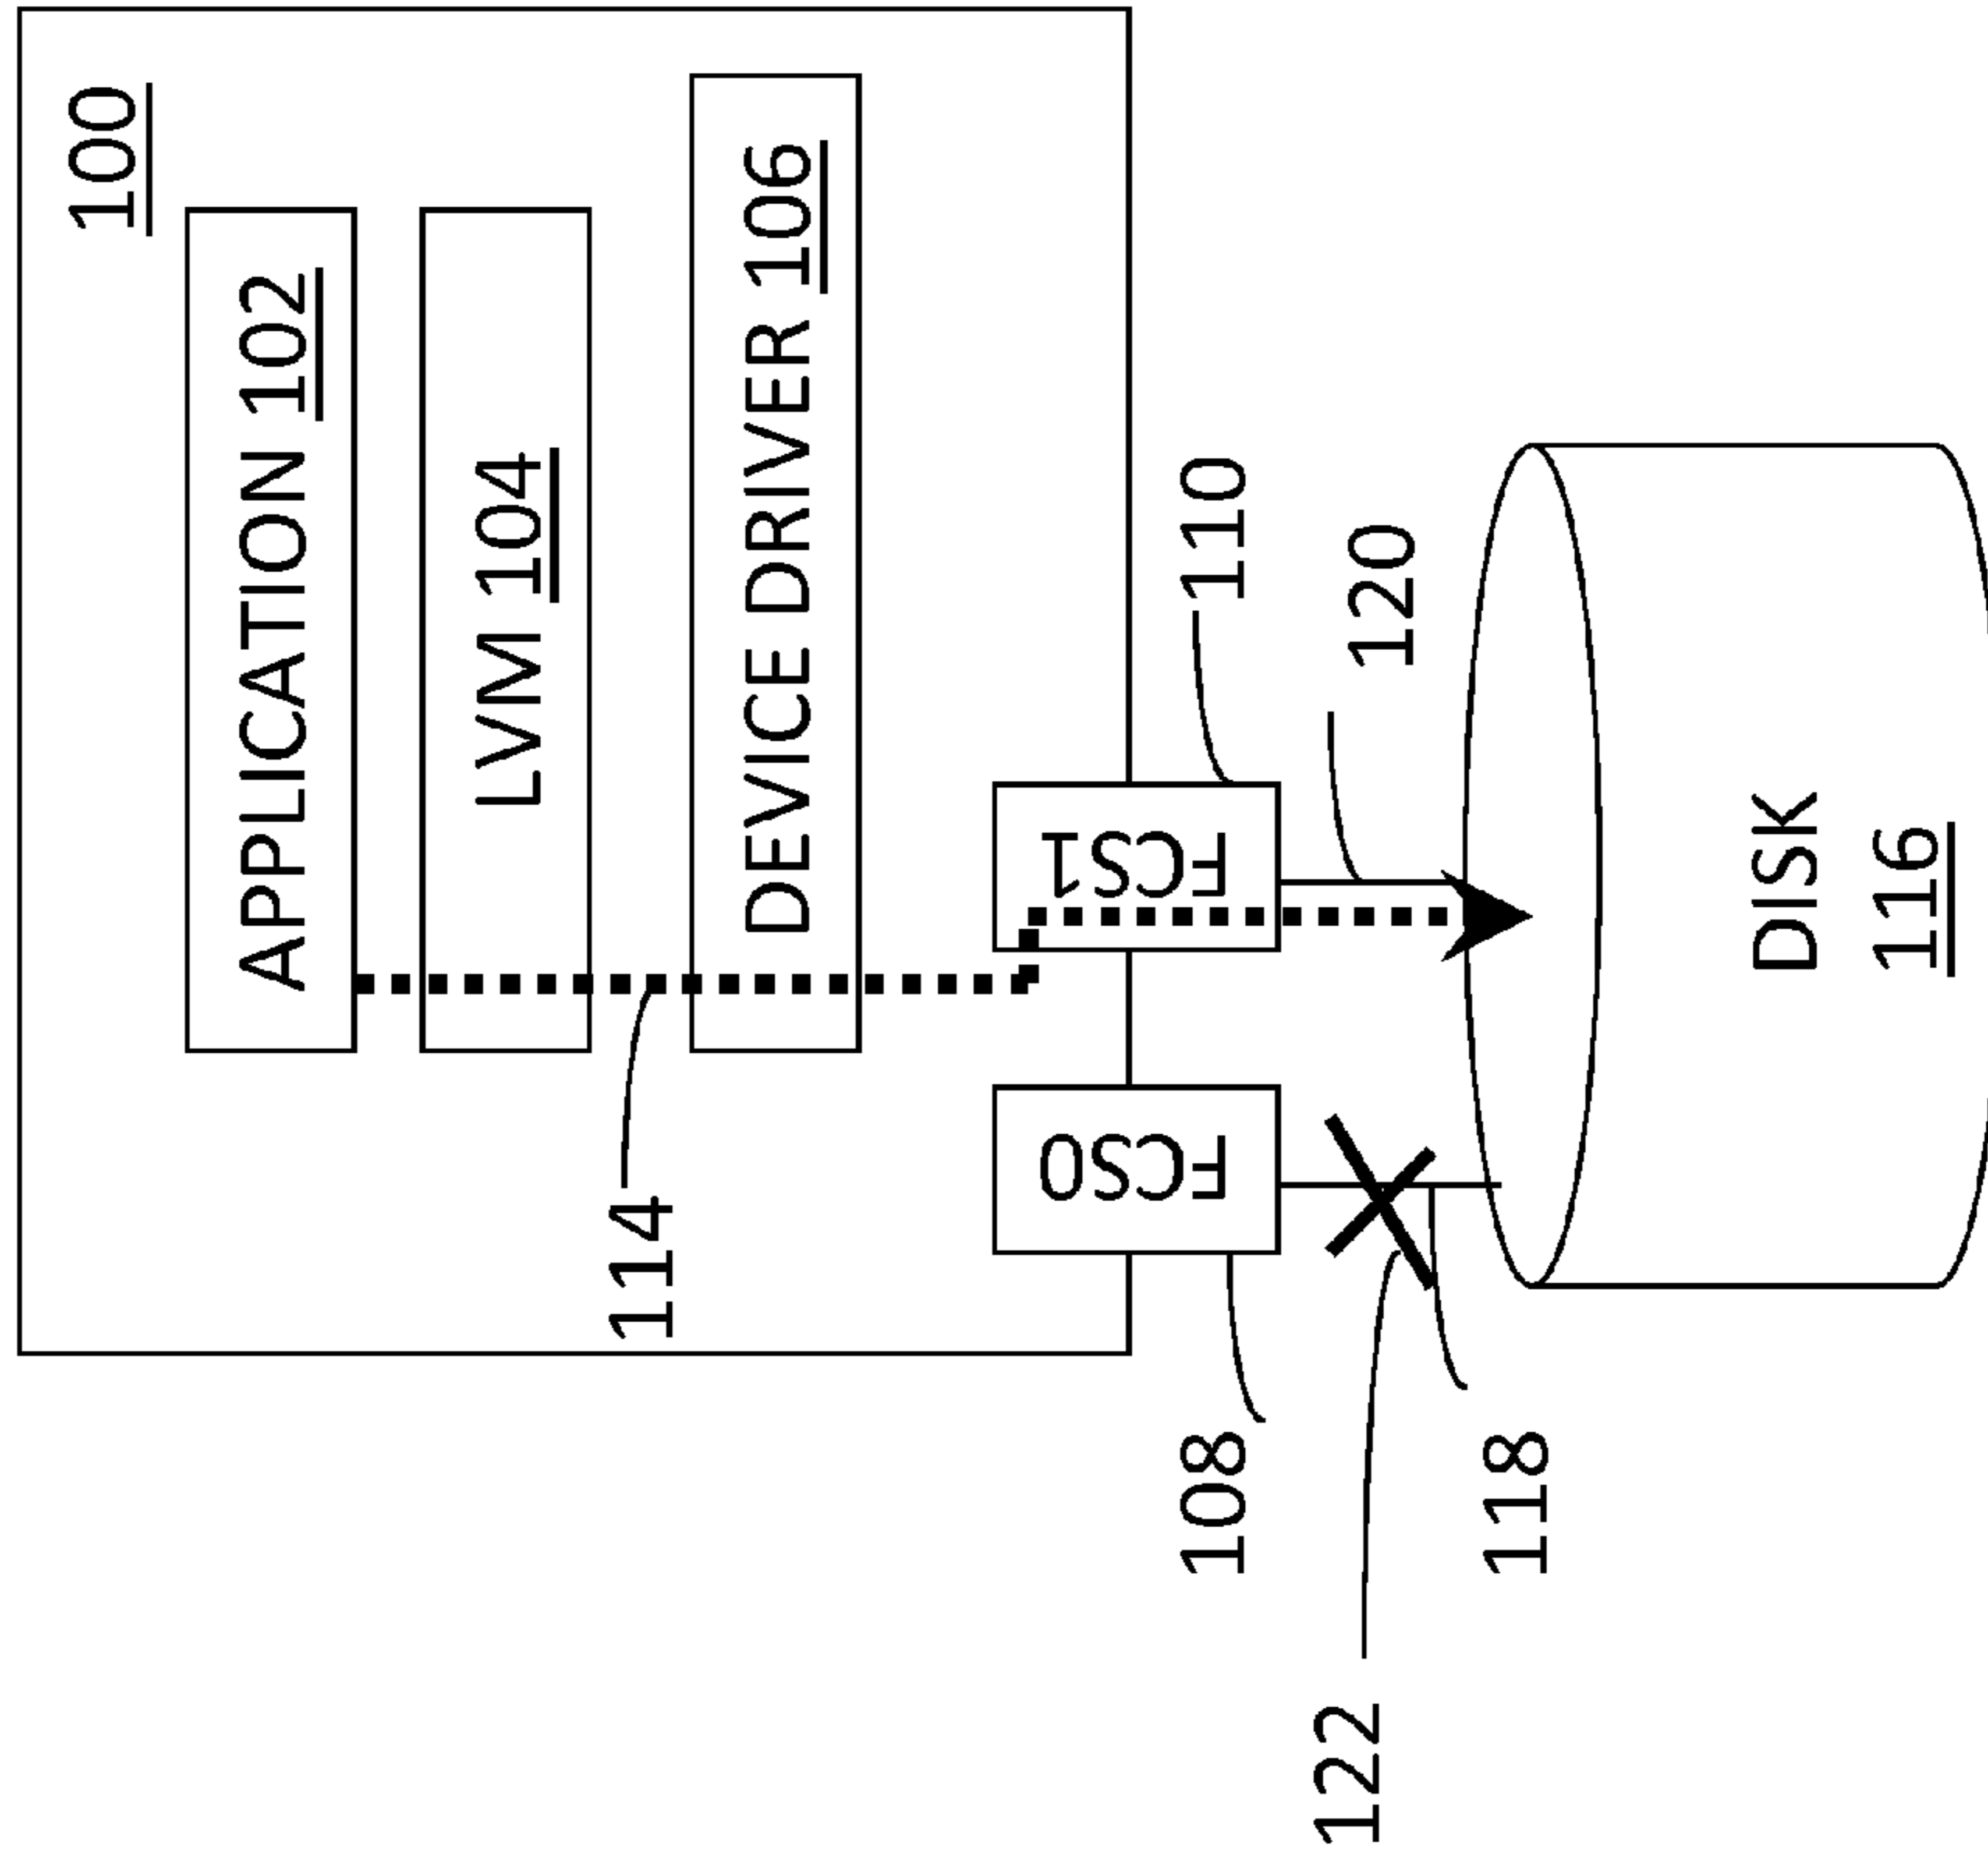 100
APPLICATION 102
LVM 104
DEVICE DRIVER 106
114
FCS0
FCS1
108
110
122
118
120
DISK
116